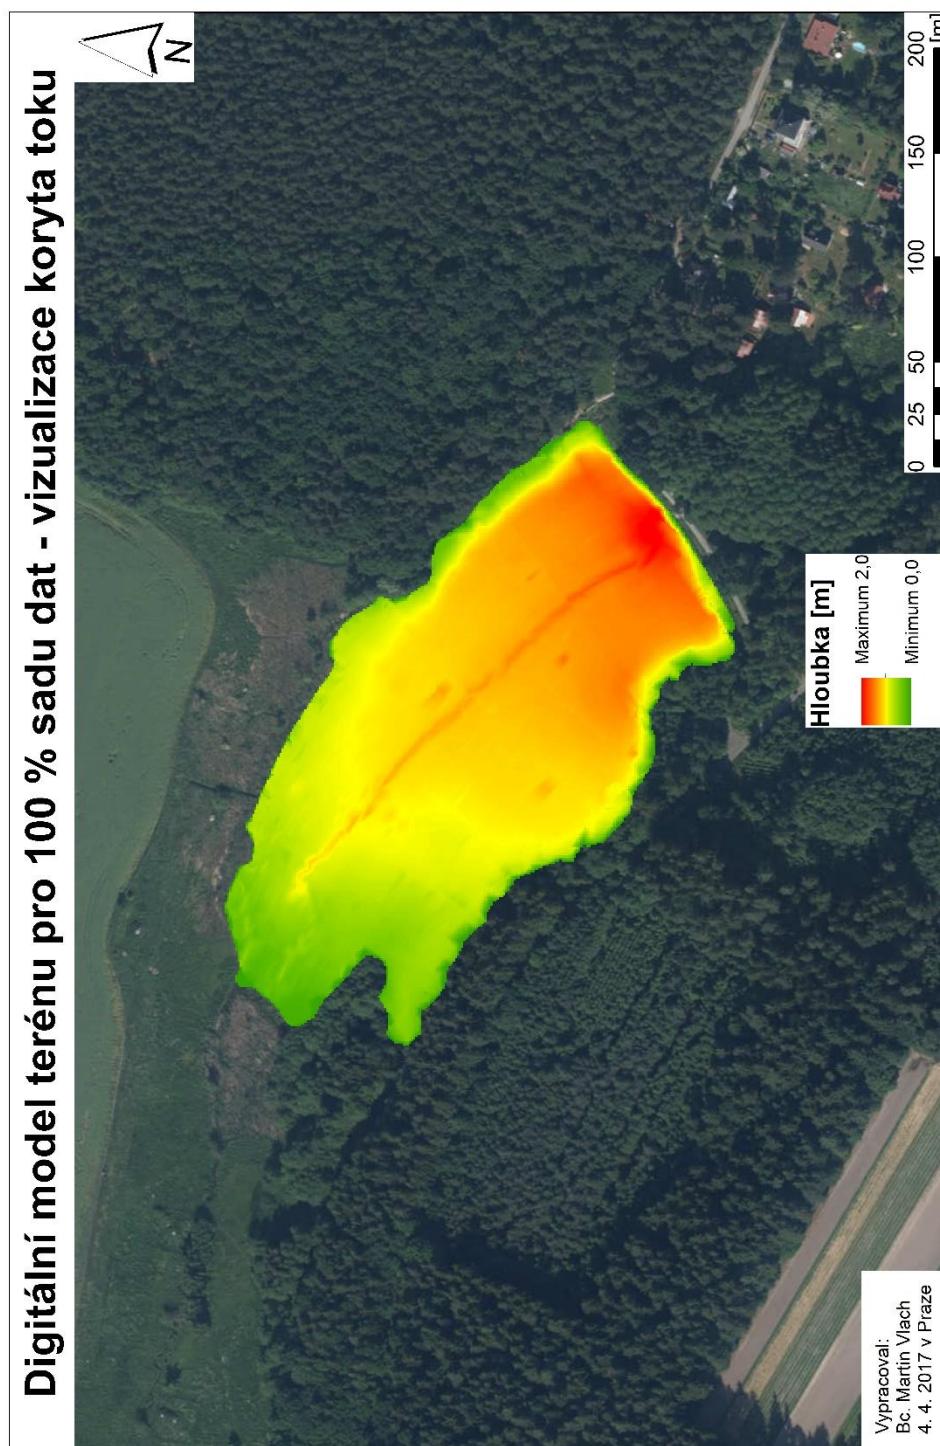 Digitální model terénu pro 100 % sadu dat - vizualizace koryta toku
N
Vypracoval:
Bc. Martin Vlach
4. 4. 2017 v Praze
Hloubka [m]
Maximum 2,0
Minimum 0,0
0 25 50 100 150 200
[m]